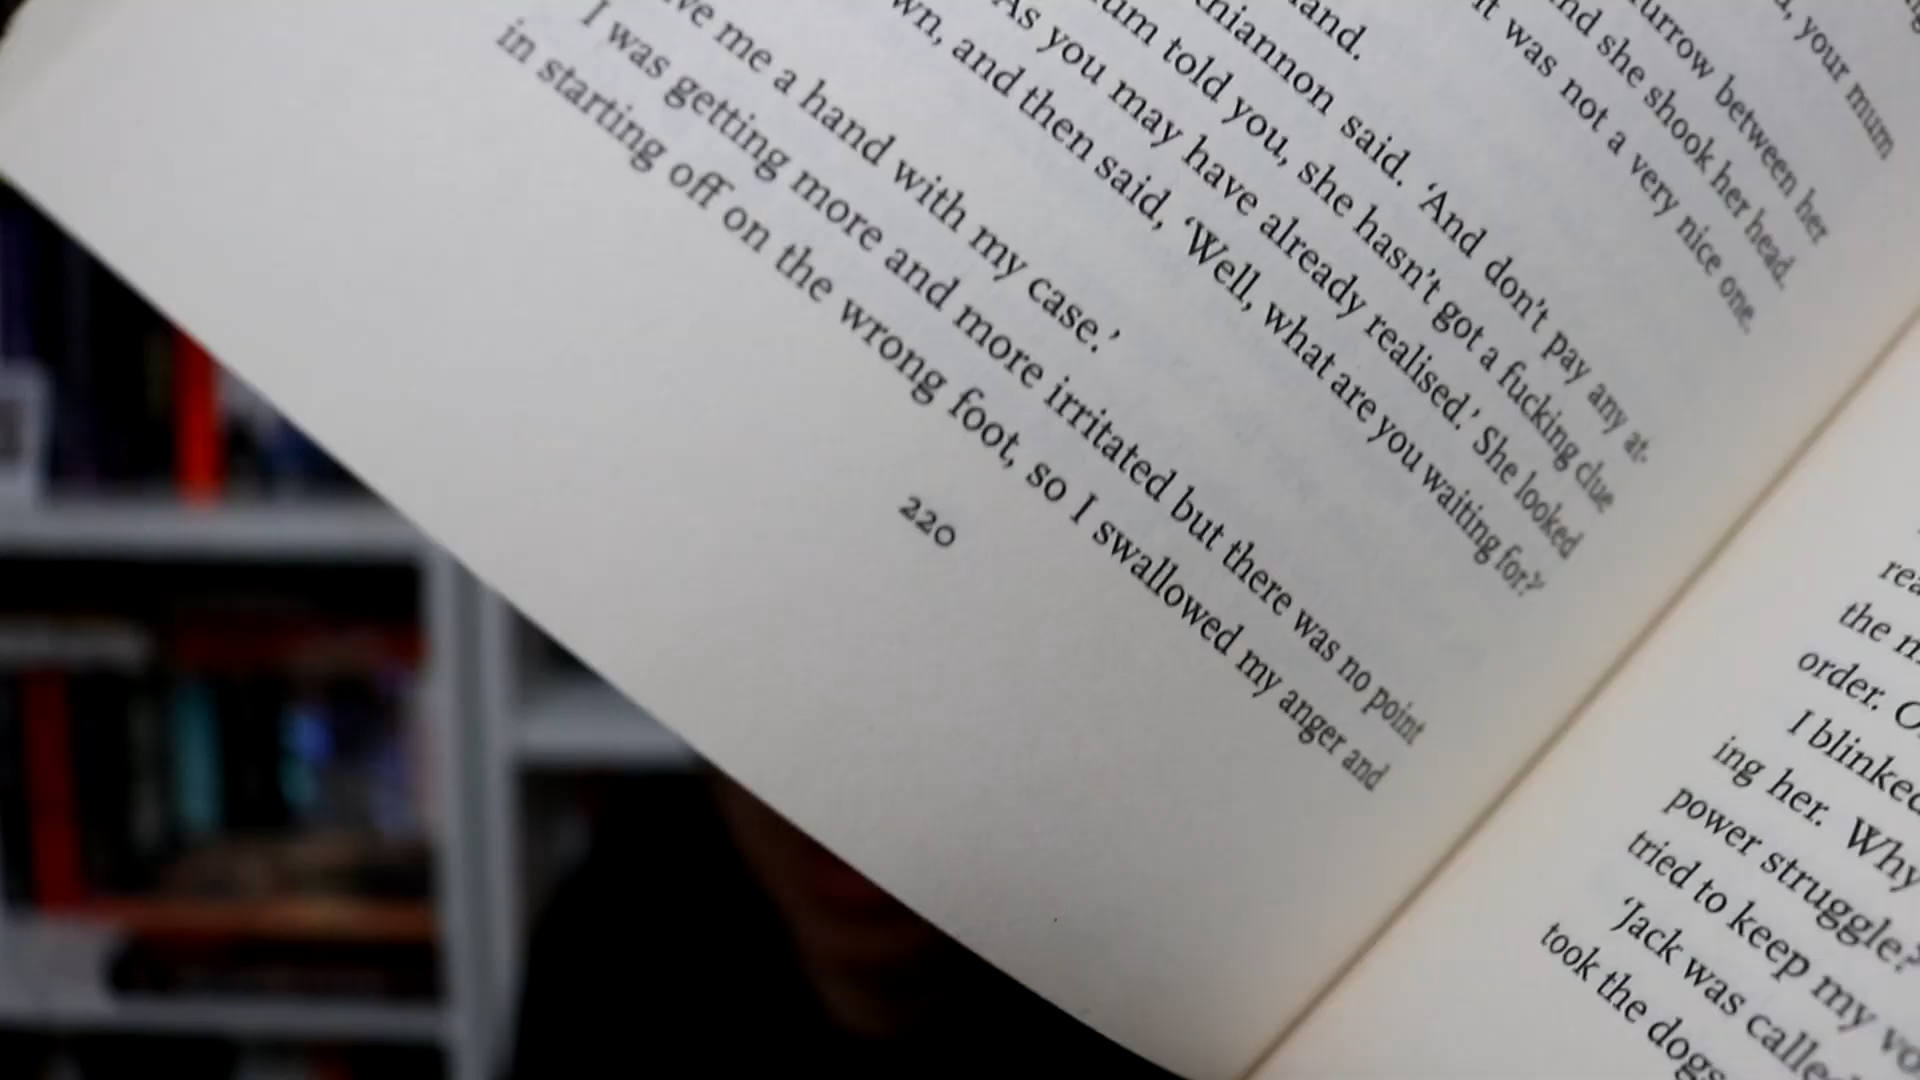 , your mum
urrow between her
nd she shook her head.
it was not a very nice one.
and.
hiannon said. ‘And don’t pay any at-
um told you, she hasn’t got a fucking clue
As you may have already realised.’ She looked
wn, and then said, ‘Well, what are you waiting for?
ve me a hand with my case.’
I was getting more and more irritated but there was no point
in starting off on the wrong foot, so I swallowed my anger and
220
rea
the m
order. O
I blinked
ing her. Why
power struggle?
tried to keep my vo
‘Jack was called
took the dogs